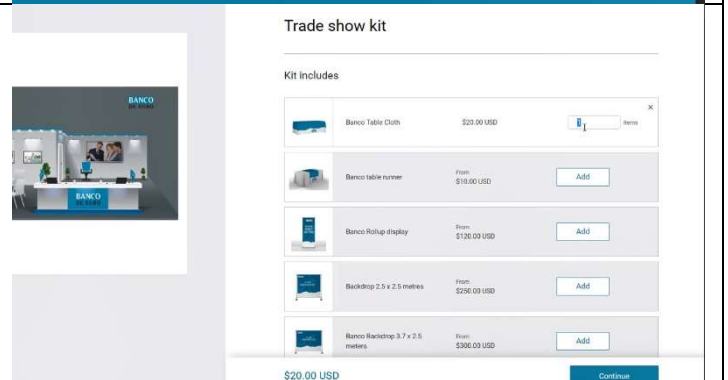 Trade show kit
Kit includes
BANCO
BANCO
Banco Table Cloth
$20.00 USD
1
items
Banco table runner
From
$10.00 USD
Add
Banco Rollup display
From
$120.00 USD
Add
Backdrop 2.5 x 2.5 metres
From
$250.00 USD
Add
Banco Backdrop 3.7 x 2.5
meters
From
$300.00 USD
Add
$20.00 USD
Continue